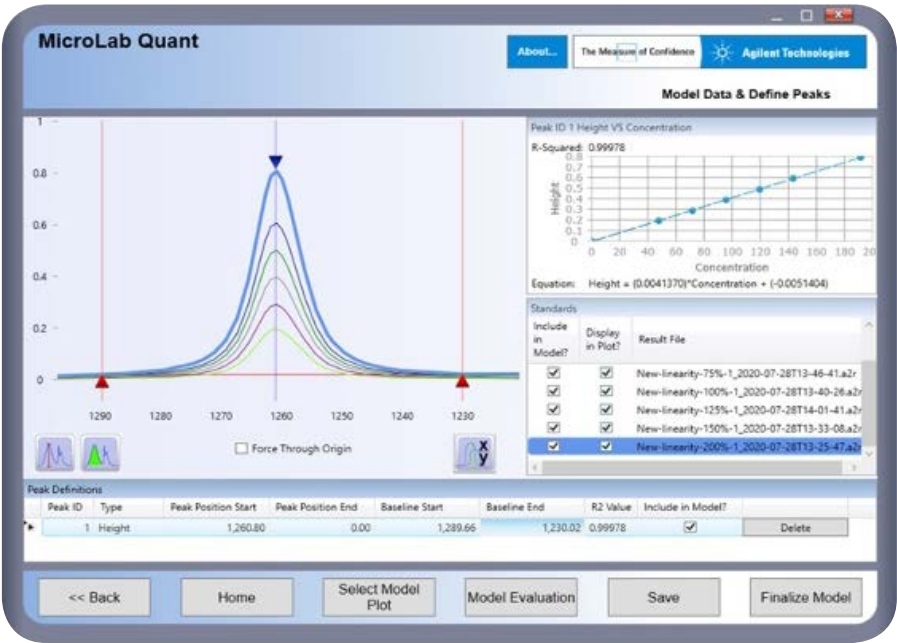 MicroLab Quant
About...
The Measure of Confidence
Agilent Technologies
Model Data & Define Peaks
1
0.8
0.6
0.4
0.2
0
1290 1280 1270 1260 1250 1240 1230
Force Through Origin
X
y
Peak ID 1 Height VS Concentration
R-Squared: 0.99978
0.8
0.7
0.6
0.5
0.4
0.3
0.2
0.1
0
Height
0 20 40 60 80 100 120 140 160 180 20
Concentration
Equation: Height = (0.0041370)*Concentration + (-0.0051404)
Standards
Include in Model? Display in Plot? Result File
New-linearity-75%-1_2020-07-28T13-46-41.a2r
New-linearity-100%-1_2020-07-28T13-40-26.a2r
New-linearity-125%-1_2020-07-28T14-01-41.a2r
New-linearity-150%-1_2020-07-28T13-33-08.a2r
New-linearity-200%-1_2020-07-28T13-25-47.a2r
Peak Definitions
Peak ID Type Peak Position Start Peak Position End Baseline Start Baseline End R2 Value Include in Model?
1 Height 1,260.80 0.00 1,289.66 1,230.02 0.99978 Delete
<< Back Home Select Model Plot Model Evaluation Save Finalize Model